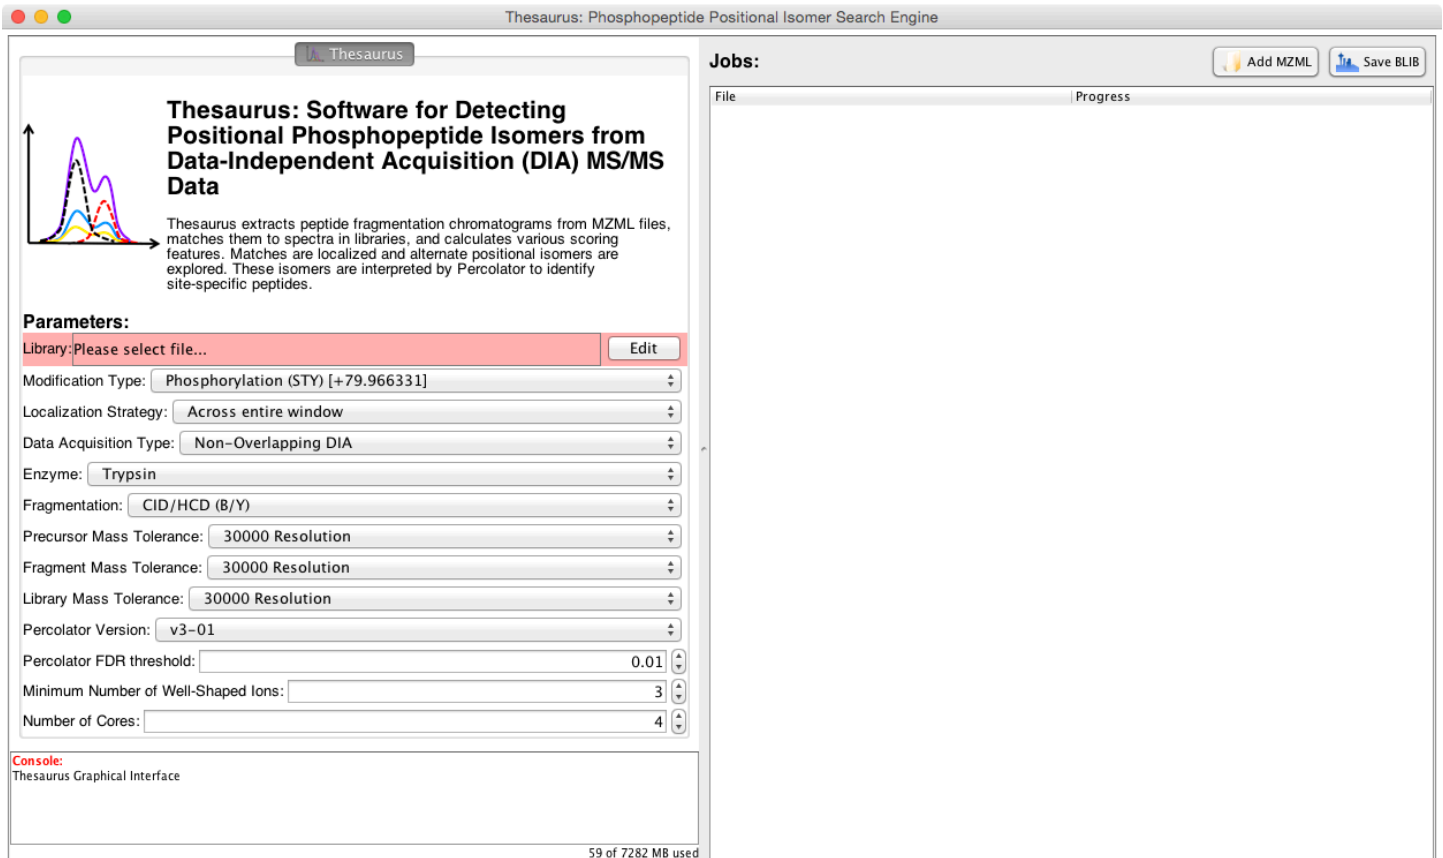 Thesaurus: Phosphopeptide Positional Isomer Search Engine
Thesaurus
Thesaurus: Software for Detecting
Positional Phosphopeptide Isomers from
Data-Independent Acquisition (DIA) MS/MS
Data
Thesaurus extracts peptide fragmentation chromatograms from MZML files,
matches them to spectra in libraries, and calculates various scoring
features. Matches are localized and alternate positional isomers are
explored. These isomers are interpreted by Percolator to identify
site-specific peptides.
Parameters:
Library: Please select file... Edit
Modification Type: Phosphorylation (STY) [+79.966331]
Localization Strategy: Across entire window
Data Acquisition Type: Non-Overlapping DIA
Enzyme: Trypsin
Fragmentation: CID/HCD (B/Y)
Precursor Mass Tolerance: 30000 Resolution
Fragment Mass Tolerance: 30000 Resolution
Library Mass Tolerance: 30000 Resolution
Percolator Version: v3-01
Percolator FDR threshold: 0.01
Minimum Number of Well-Shaped Ions: 3
Number of Cores: 4
Console:
Thesaurus Graphical Interface
59 of 7282 MB used
Jobs: Add MZML Save BLIB
File Progress